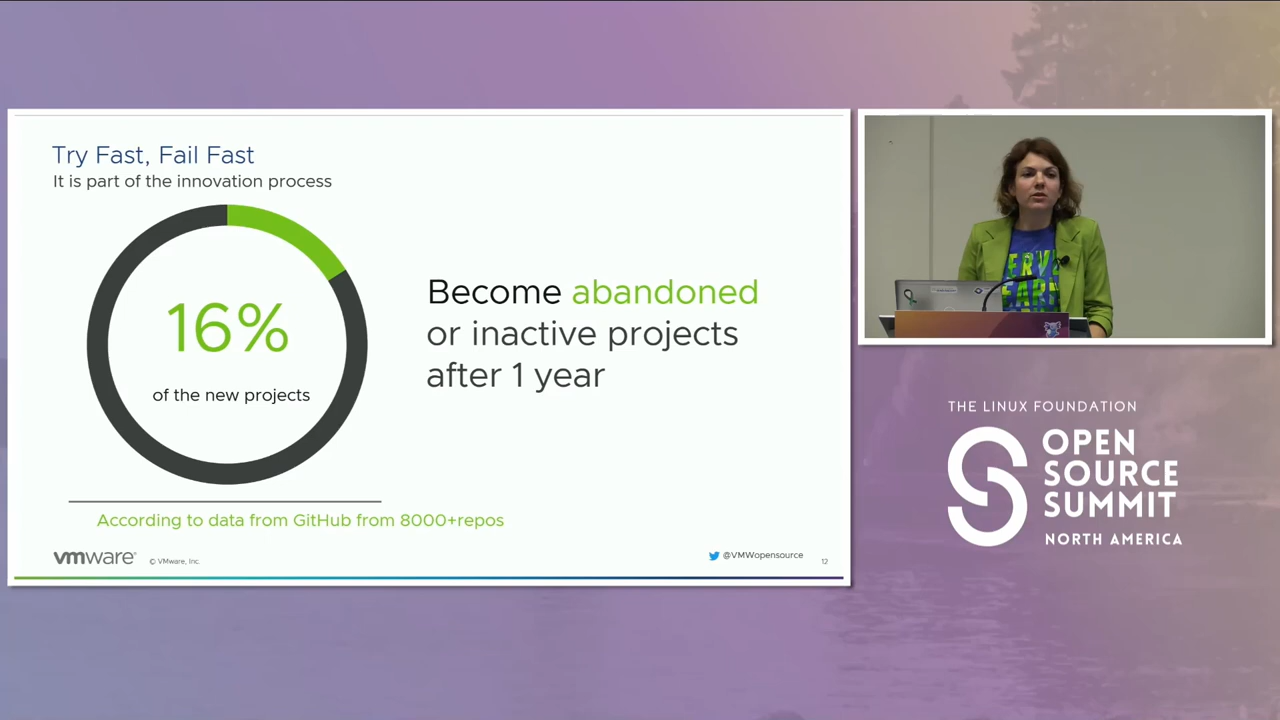 Try Fast, Fail Fast
It is part of the innovation process
16%
of the new projects
Become abandoned
or inactive projects
after 1 year
According to data from GitHub from 8000+repos
vmware
© VMware, Inc.
@VMWopensource
12
THE LINUX FOUNDATION
OPEN
SOURCE
SUMMIT
NORTH AMERICA